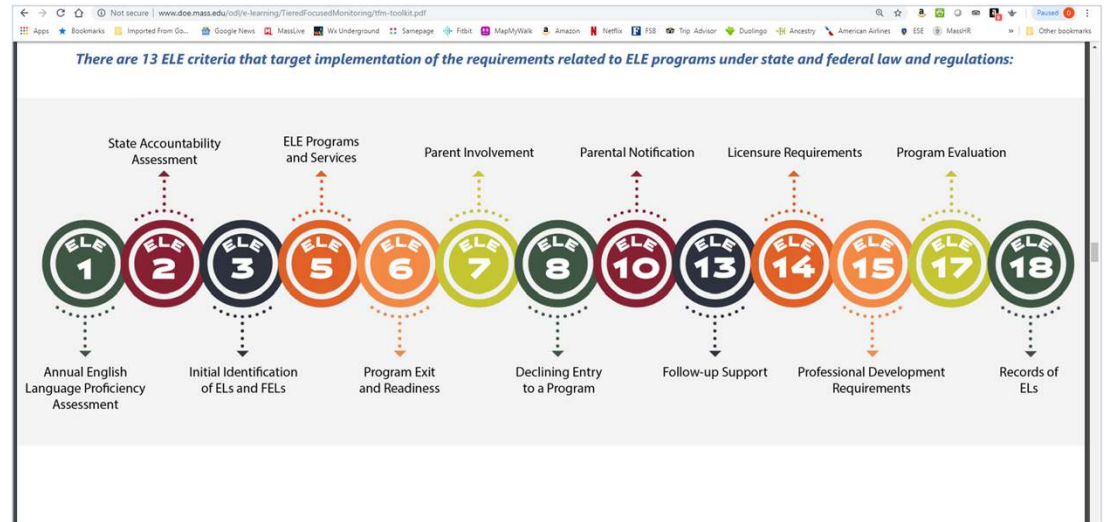 Not secure | www.doe.mass.edu/odl/e-learning/TieredFocusedMonitoring/tfm-toolkit.pdf
Paused
Apps Bookmarks Imported From Go... Google News MassLive Wx Underground Samepage Fitbit MapMyWalk Amazon Netflix FSB Trip Advisor Duolingo Ancestry American Airlines ESE MassHR » Other bookmarks
There are 13 ELE criteria that target implementation of the requirements related to ELE programs under state and federal law and regulations:
State Accountability
Assessment
ELE Programs
and Services
Parent Involvement
Parental Notification
Licensure Requirements
Program Evaluation
ELE 1
ELE 2
ELE 3
ELE 5
ELE 6
ELE 7
ELE 8
ELE 10
ELE 13
ELE 14
ELE 15
ELE 17
ELE 18
Annual English
Language Proficiency
Assessment
Initial Identification
of ELs and FELs
Program Exit
and Readiness
Declining Entry
to a Program
Follow-up Support
Professional Development
Requirements
Records of
ELs